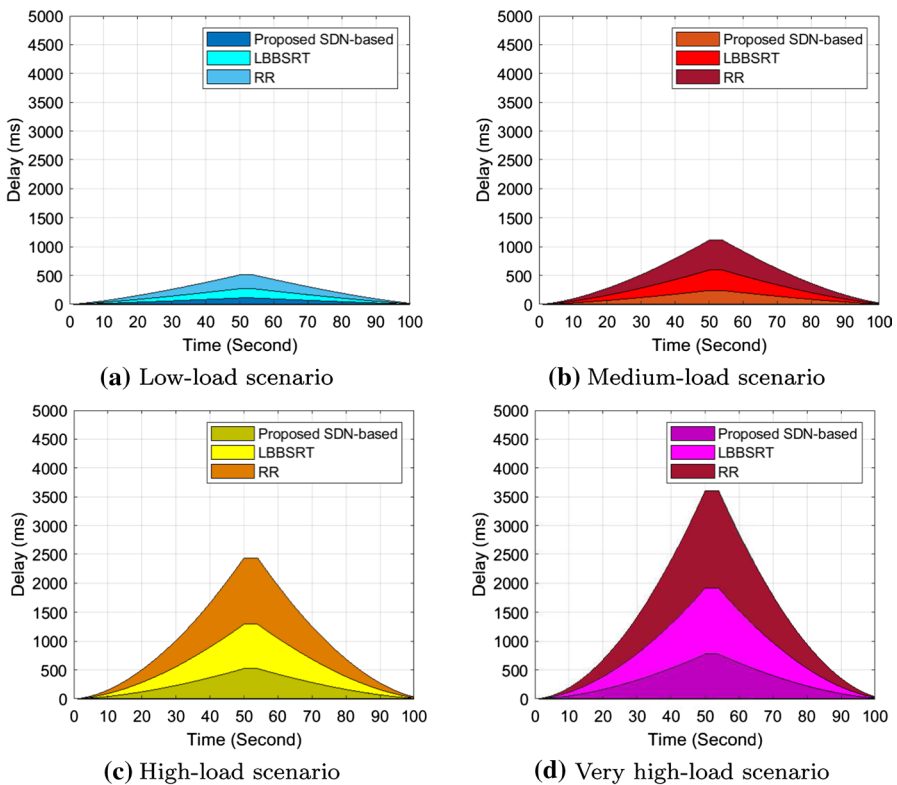 5000
4500
4000
3500
3000
2500
2000
1500
1000
500
0
Delay (ms)
Proposed SDN-based
LBBSRT
RR
0 10 20 30 40 50 60 70 80 90 100
Time (Second)
(a) Low-load scenario
5000
4500
4000
3500
3000
2500
2000
1500
1000
500
0
Delay (ms)
Proposed SDN-based
LBBSRT
RR
0 10 20 30 40 50 60 70 80 90 100
Time (Second)
(b) Medium-load scenario
5000
4500
4000
3500
3000
2500
2000
1500
1000
500
0
Delay (ms)
Proposed SDN-based
LBBSRT
RR
0 10 20 30 40 50 60 70 80 90 100
Time (Second)
(c) High-load scenario
5000
4500
4000
3500
3000
2500
2000
1500
1000
500
0
Delay (ms)
Proposed SDN-based
LBBSRT
RR
0 10 20 30 40 50 60 70 80 90 100
Time (Second)
(d) Very high-load scenario